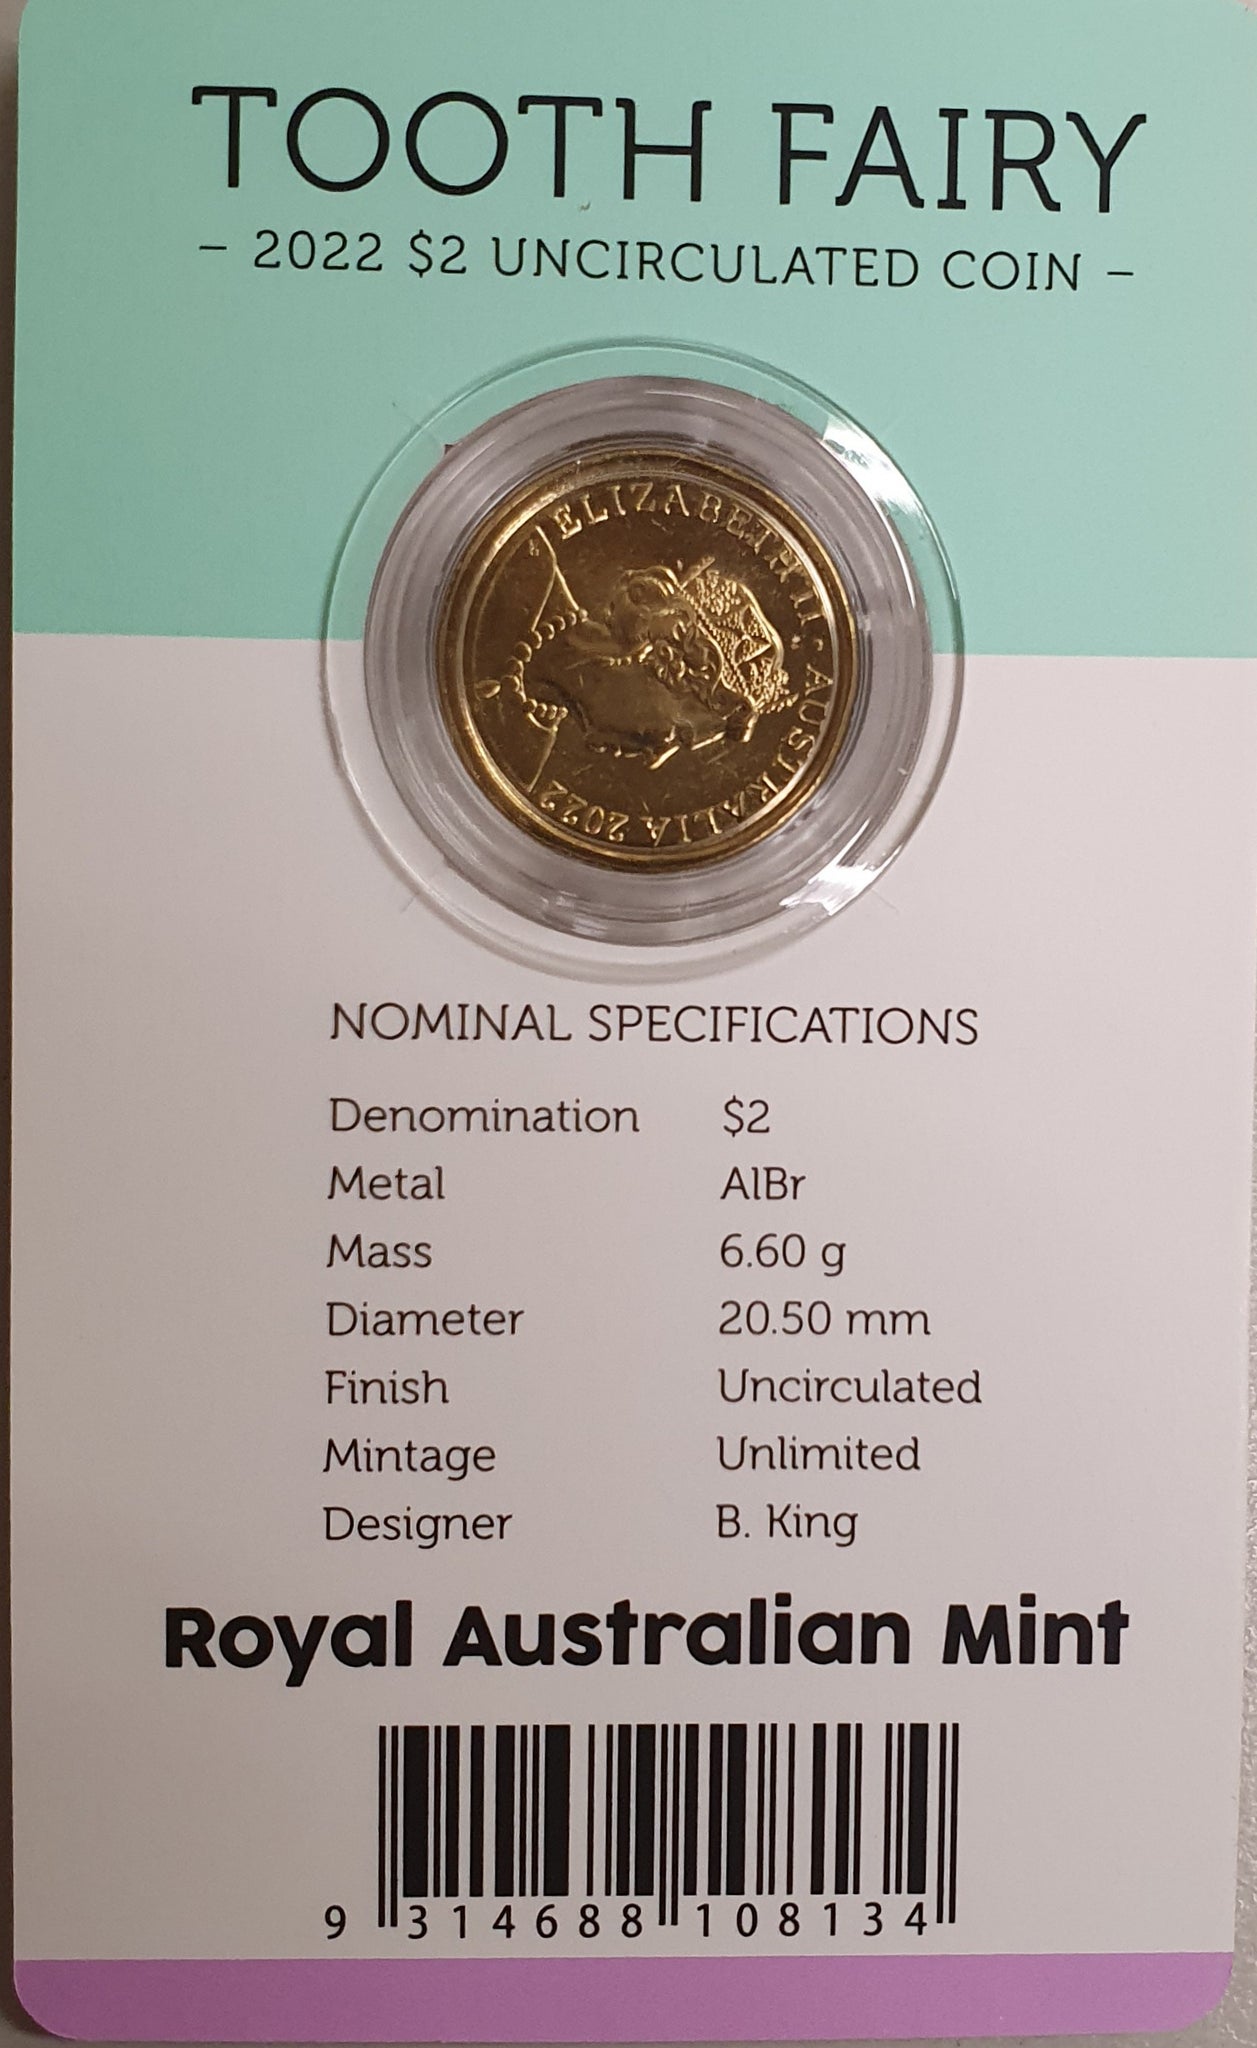 TOOTH FAIRY
– 2022 $2 UNCIRCULATED COIN –
ELIZABETH II · AUSTRALIA 2022
NOMINAL SPECIFICATIONS
Denomination $2
Metal AlBr
Mass 6.60 g
Diameter 20.50 mm
Finish Uncirculated
Mintage Unlimited
Designer B. King
Royal Australian Mint
9 314688 108134